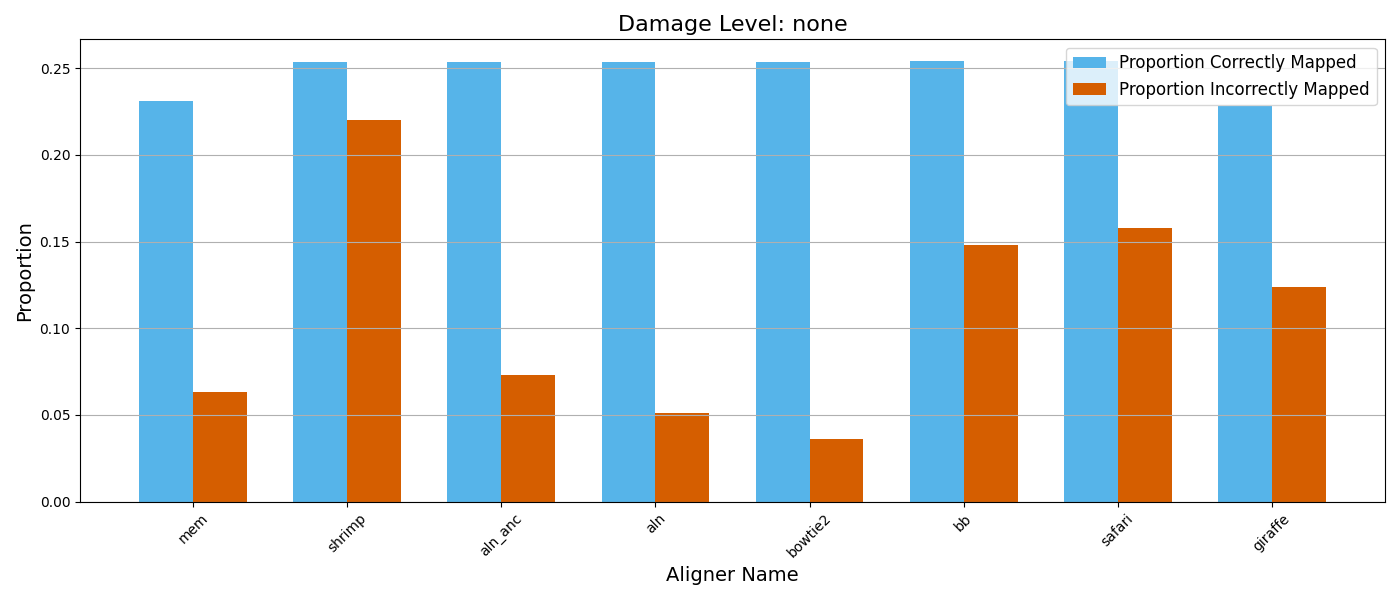 Damage Level: none
Proportion Correctly Mapped
Proportion Incorrectly Mapped
0.25
0.20
0.15
0.10
0.05
0.00
Proportion
mem
shrimp
aln_anc
aln
bowtie2
bb
safari
giraffe
Aligner Name